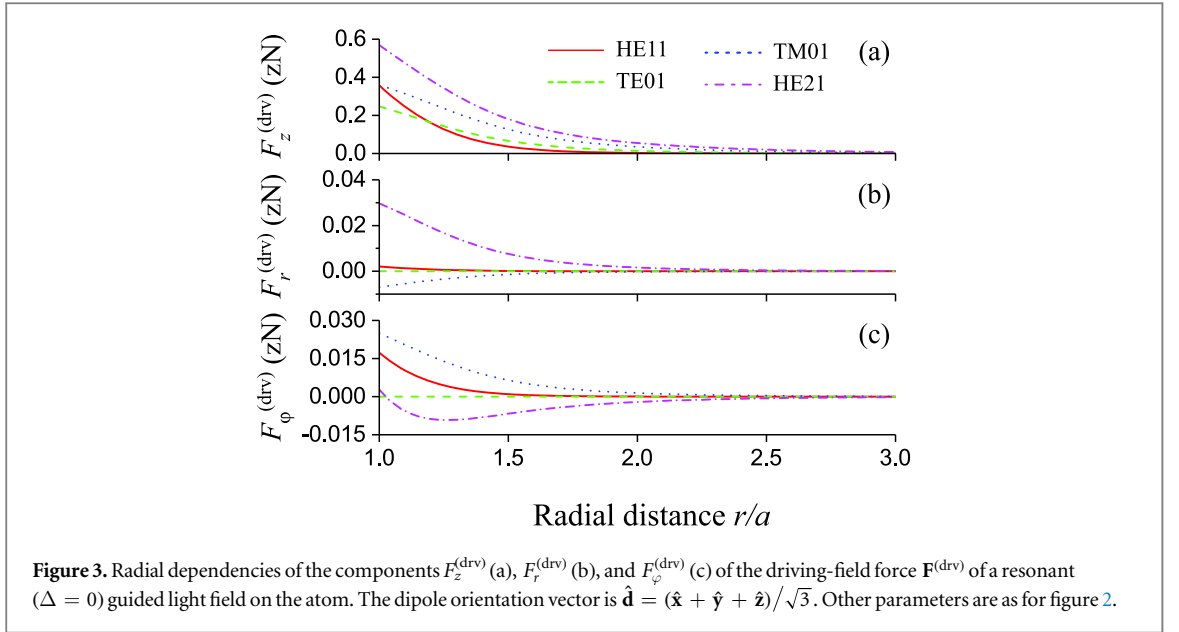 0.6
0.4
0.2
0.0
F_z^(drv) (zN)
HE11
TM01
TE01
HE21
(a)
0.04
0.02
0.00
F_r^(drv) (zN)
(b)
0.030
0.015
0.000
-0.015
F_φ^(drv) (zN)
(c)
1.0 1.5 2.0 2.5 3.0
Radial distance r/a
Figure 3. Radial dependencies of the components F_z^(drv) (a), F_r^(drv) (b), and F_φ^(drv) (c) of the driving-field force F^(drv) of a resonant
(Δ = 0) guided light field on the atom. The dipole orientation vector is d̂ = (x̂ + ŷ + ẑ)/√3. Other parameters are as for figure 2.